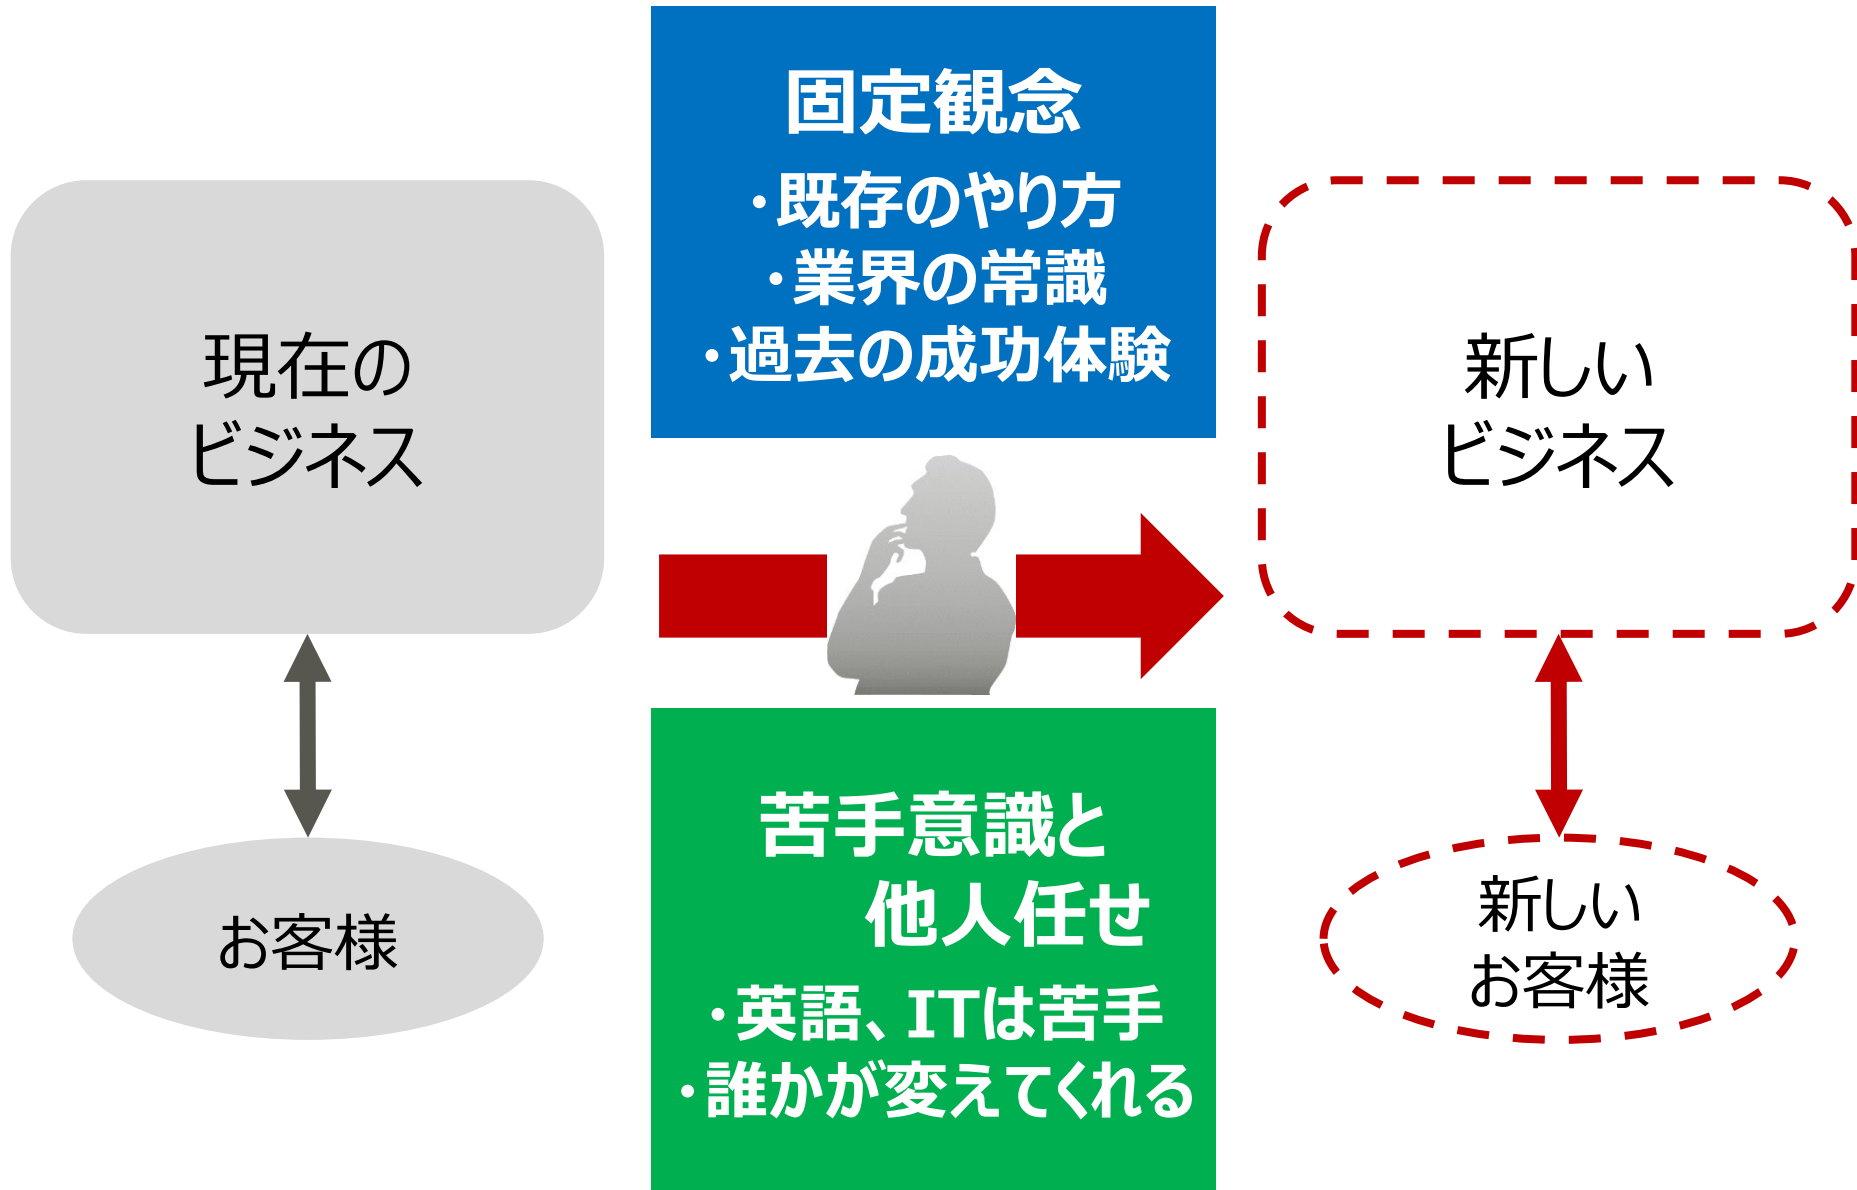 現在の
ビジネス
お客様
固定観念
・既存のやり方
・業界の常識
・過去の成功体験
苦手意識と
他人任せ
・英語、ITは苦手
・誰かが変えてくれる
新しい
ビジネス
新しい
お客様